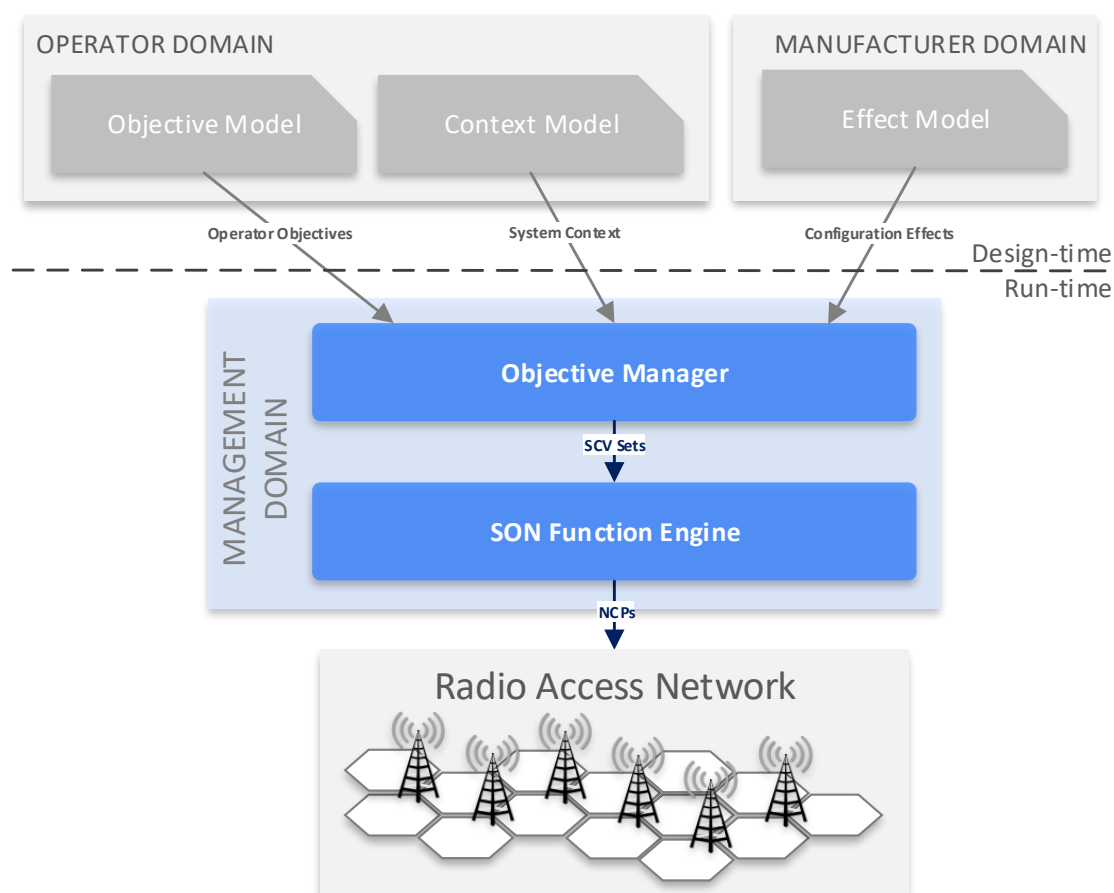 OPERATOR DOMAIN
MANUFACTURER DOMAIN
Objective Model
Context Model
Effect Model
Operator Objectives
System Context
Configuration Effects
Design-time
Run-time
MANAGEMENT
DOMAIN
Objective Manager
SCV Sets
SON Function Engine
NCPs
Radio Access Network